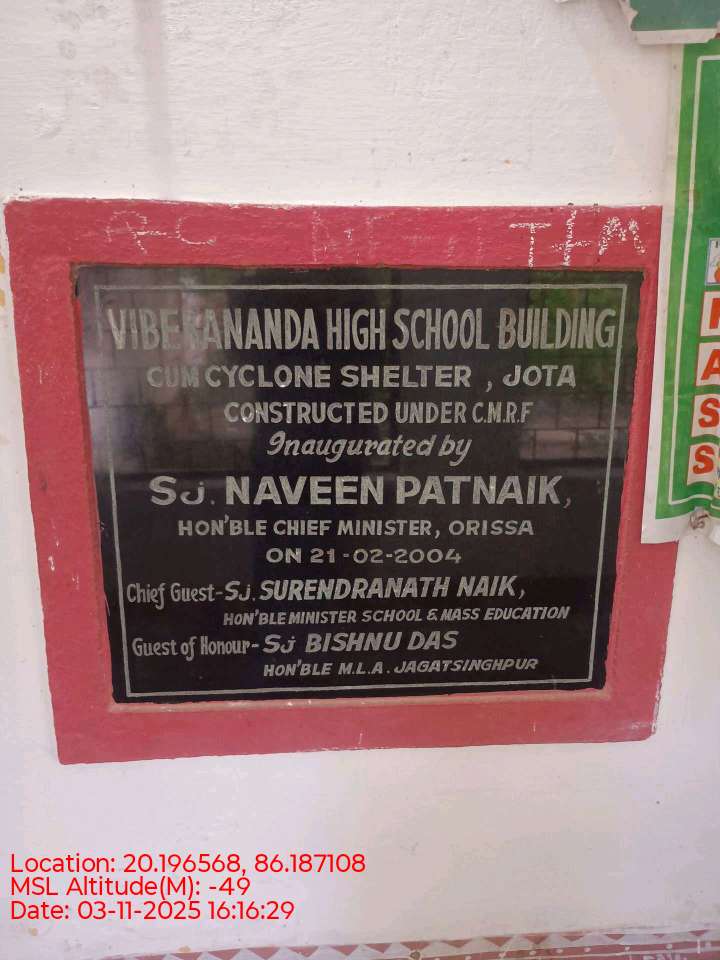 VIBEKANANDA HIGH SCHOOL BUILDING
CUM CYCLONE SHELTER , JOTA
CONSTRUCTED UNDER C.M.R.F
Inaugurated by
SJ. NAVEEN PATNAIK,
HON'BLE CHIEF MINISTER, ORISSA
ON 21-02-2004
Chief Guest-SJ. SURENDRANATH NAIK,
HON'BLE MINISTER SCHOOL & MASS EDUCATION
Guest of Honour- SJ BISHNU DAS
HON'BLE M.L.A. JAGATSINGHPUR
Location: 20.196568, 86.187108
MSL Altitude(M): -49
Date: 03-11-2025 16:16:29